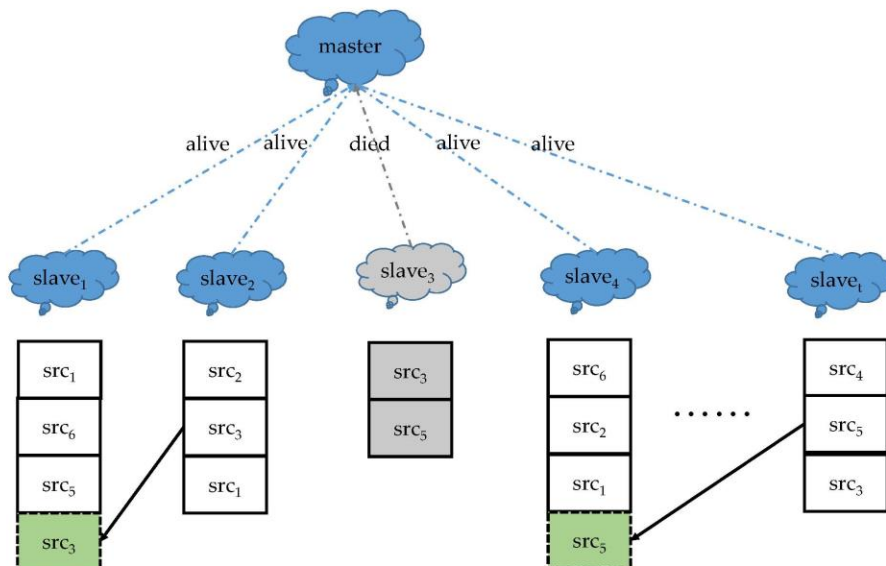 master
alive alive died alive alive
slave₁ slave₂ slave₃ slave₄ slaveₜ
src₁ src₂ src₃ src₆ src₄
src₆ src₃ src₅ src₂ ...... src₅
src₅ src₁ src₁ src₃
src₃ src₅